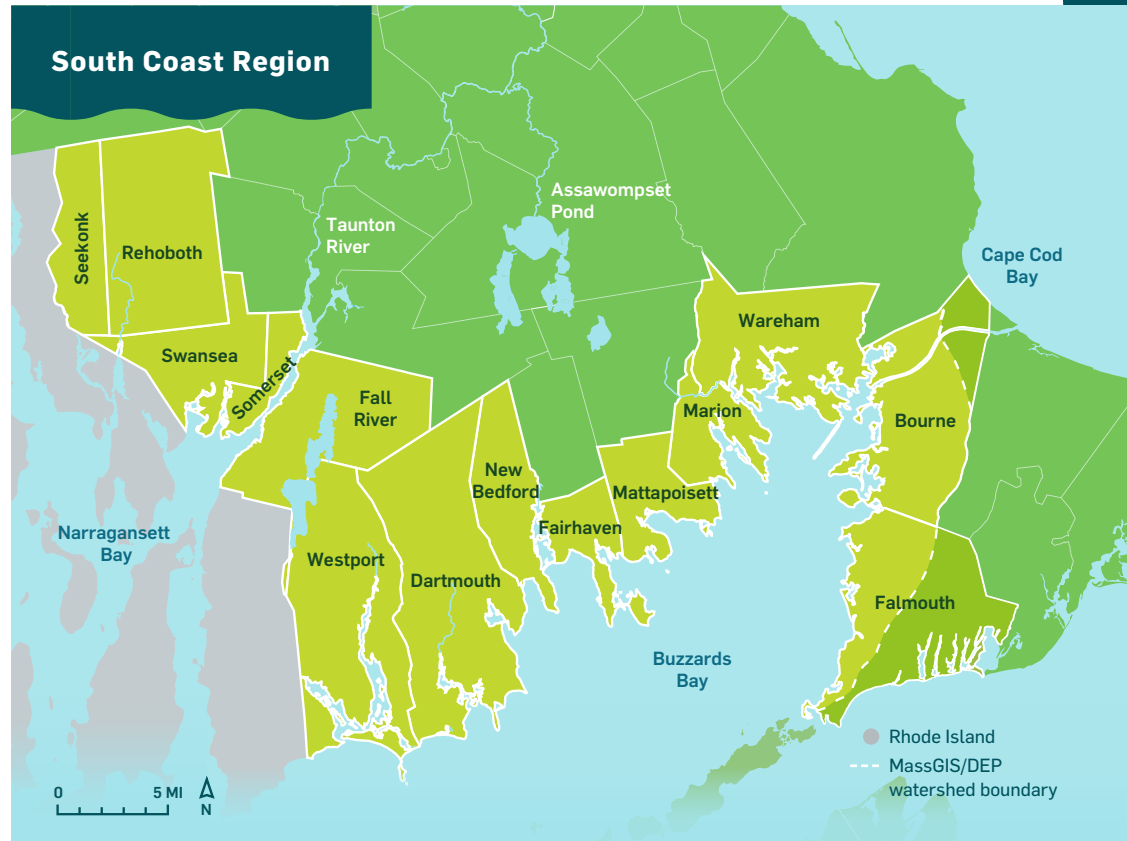 South Coast Region
Assawompset
Pond
Taunton
River
Seekonk
Rehoboth
Cape Cod
Bay
Wareham
Swansea
Somerset
Fall
River
Marion
Bourne
New
Bedford
Mattapoisett
Fairhaven
Narragansett
Bay
Westport
Dartmouth
Falmouth
Buzzards
Bay
Rhode Island
MassGIS/DEP
watershed boundary
0 5 MI
N